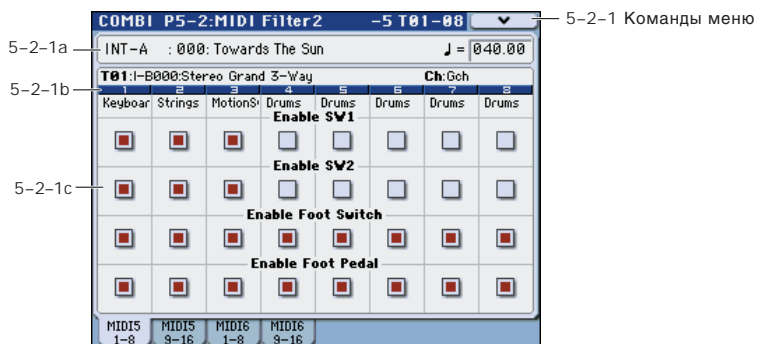 COMBI P5-2:MIDI Filter2 -5 T01-08
5-2-1 Команды меню
5-2-1a
INT-A : 000: Towards The Sun ♩= 040.00
T01:I-B000:Stereo Grand 3-Way Ch:Gch
5-2-1b
1 2 3 4 5 6 7 8
Keyboar Strings MotionS Drums Drums Drums Drums Drums
Enable SW1
Enable SW2
5-2-1c
Enable Foot Switch
Enable Foot Pedal
MIDI5 MIDI5 MIDI6 MIDI6
1-8 9-16 1-8 9-16